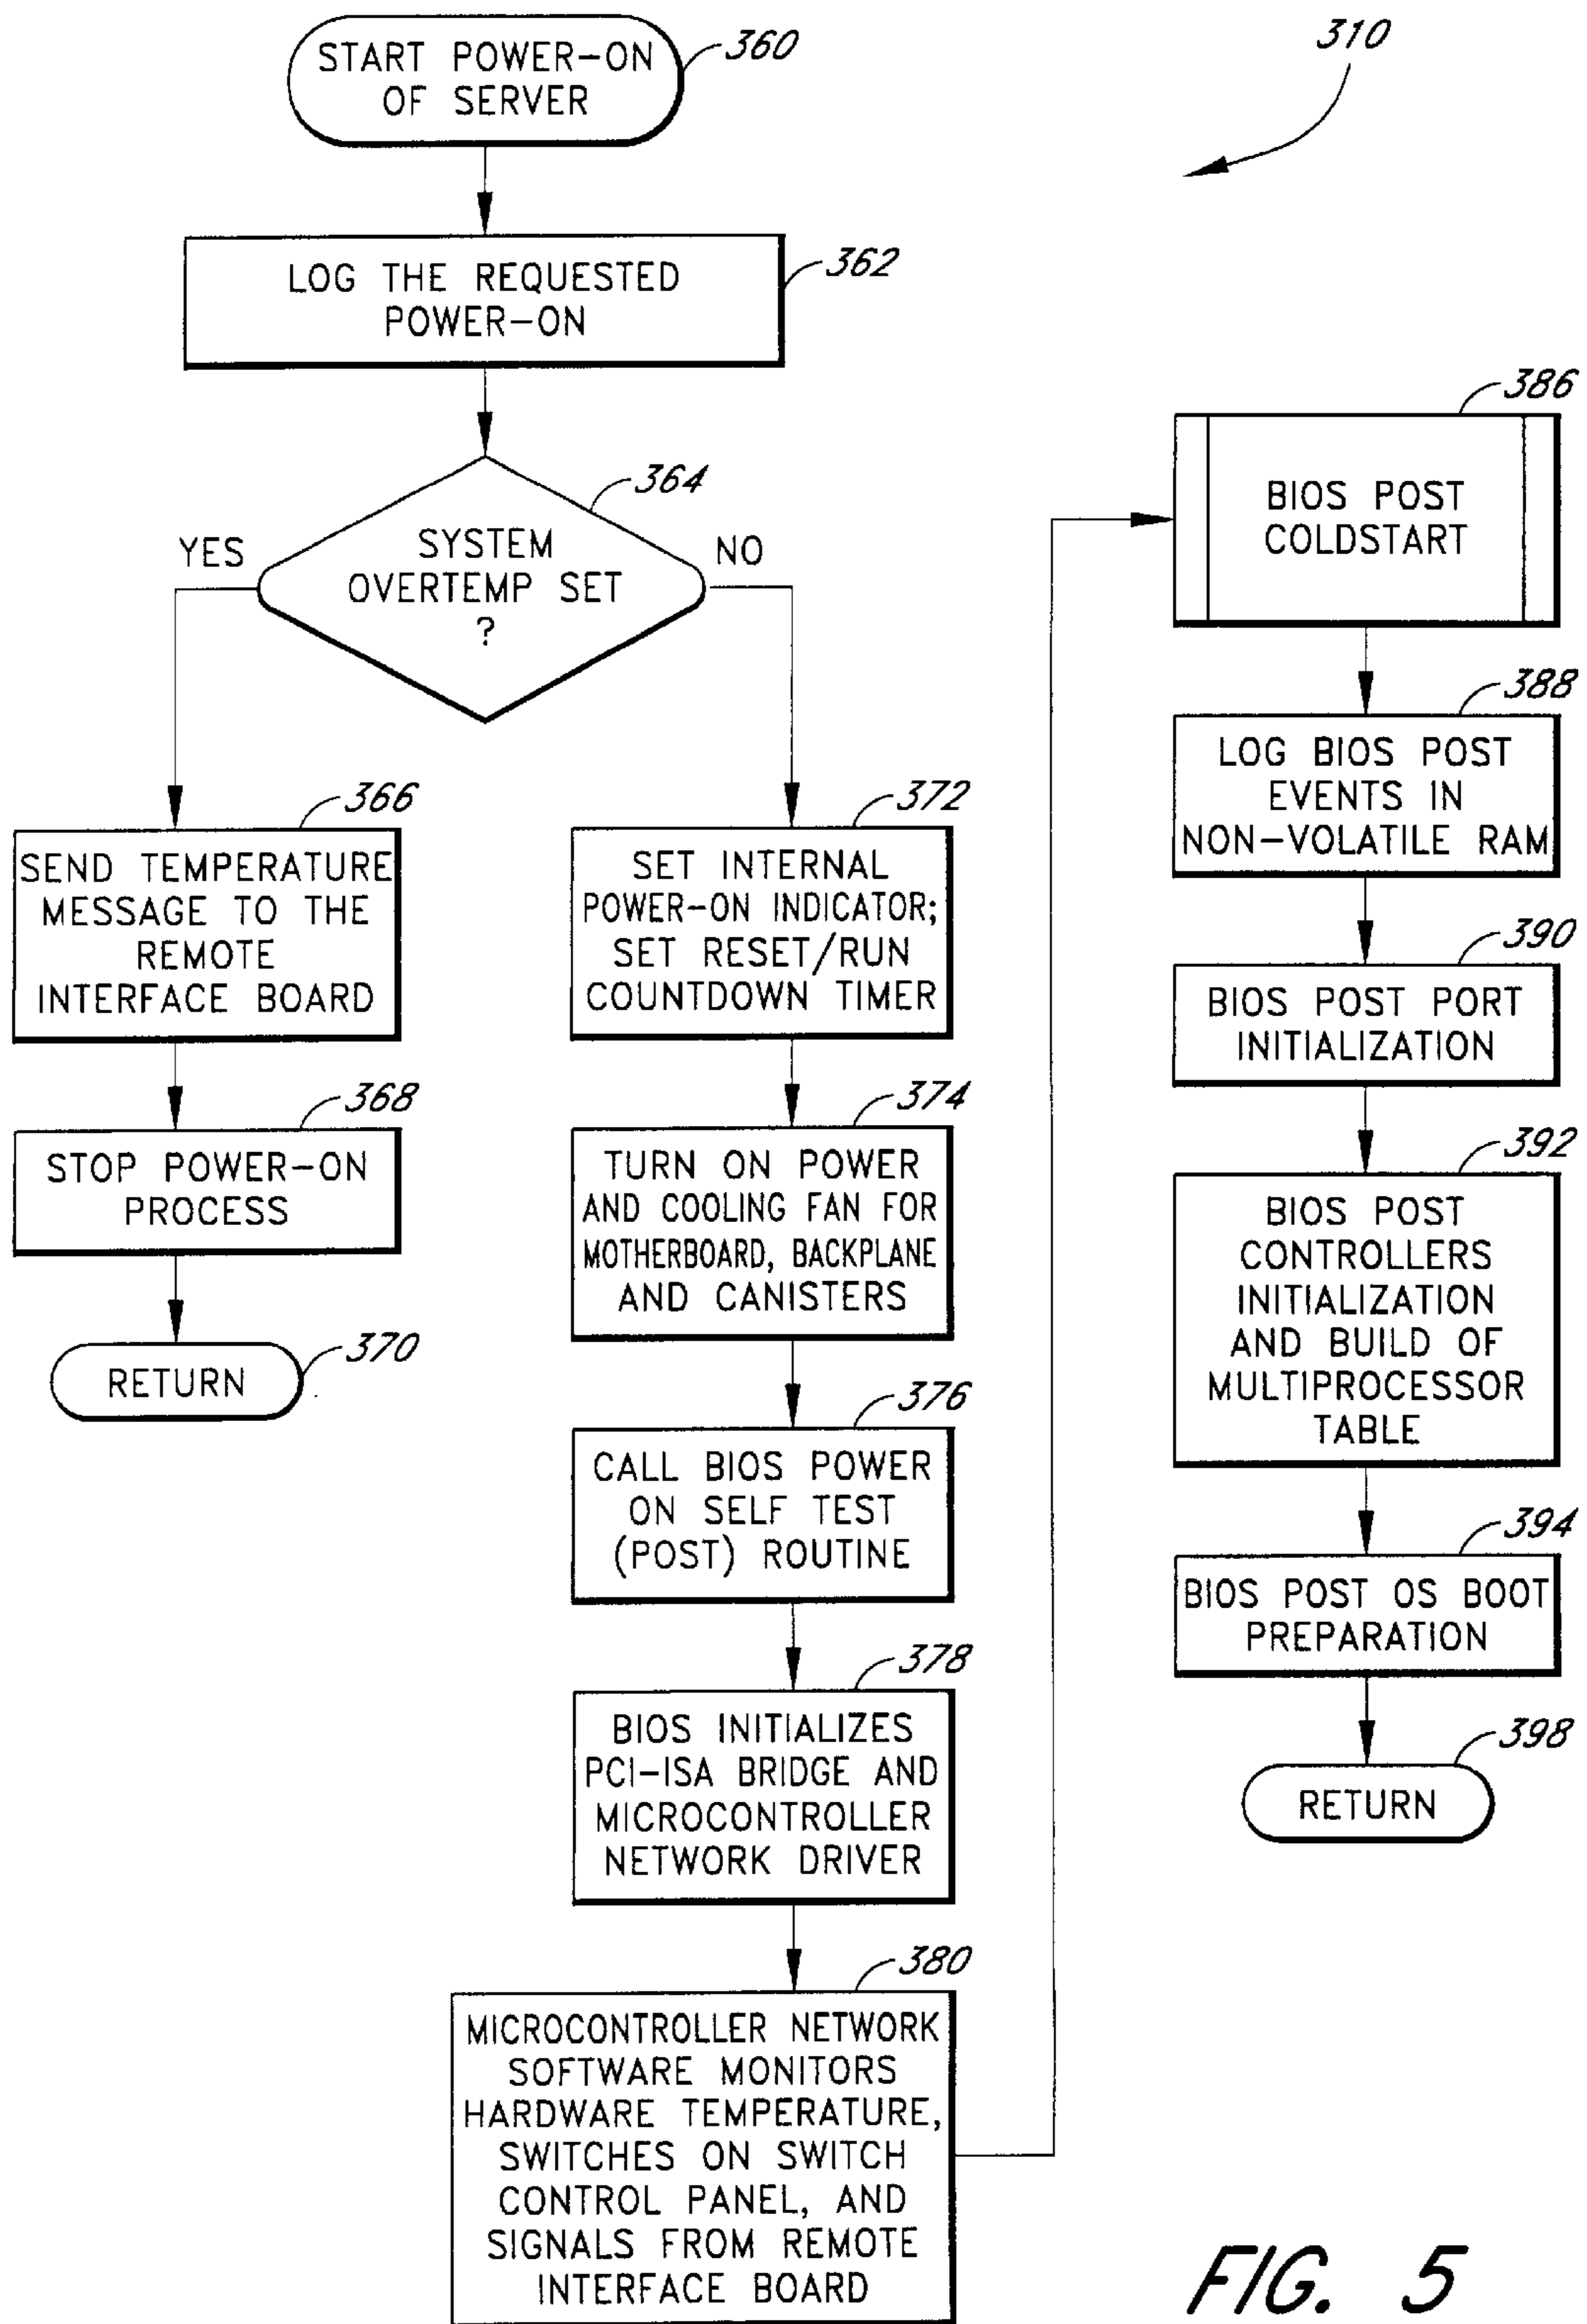 310
START POWER-ON
OF SERVER
360
LOG THE REQUESTED
POWER-ON
362
364
SYSTEM
OVERTEMP SET
?
YES
NO
366
SEND TEMPERATURE
MESSAGE TO THE
REMOTE
INTERFACE BOARD
368
STOP POWER-ON
PROCESS
RETURN
370
372
SET INTERNAL
POWER-ON INDICATOR;
SET RESET/RUN
COUNTDOWN TIMER
374
TURN ON POWER
AND COOLING FAN FOR
MOTHERBOARD, BACKPLANE
AND CANISTERS
376
CALL BIOS POWER
ON SELF TEST
(POST) ROUTINE
378
BIOS INITIALIZES
PCI-ISA BRIDGE AND
MICROCONTROLLER
NETWORK DRIVER
380
MICROCONTROLLER NETWORK
SOFTWARE MONITORS
HARDWARE TEMPERATURE,
SWITCHES ON SWITCH
CONTROL PANEL, AND
SIGNALS FROM REMOTE
INTERFACE BOARD
386
BIOS POST
COLDSTART
388
LOG BIOS POST
EVENTS IN
NON-VOLATILE RAM
390
BIOS POST PORT
INITIALIZATION
392
BIOS POST
CONTROLLERS
INITIALIZATION
AND BUILD OF
MULTIPROCESSOR
TABLE
394
BIOS POST OS BOOT
PREPARATION
398
RETURN
FIG. 5